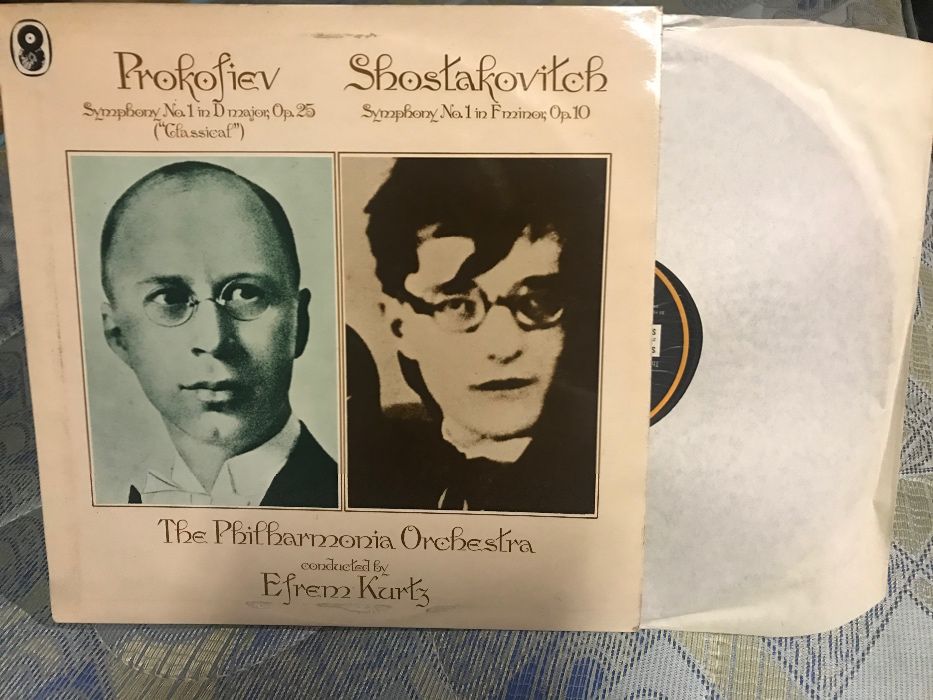 Prokofiev
Symphony No. 1 in D major, Op. 25
("Classical")
Shostakovitch
Symphony No. 1 in F minor, Op. 10
The Philharmonia Orchestra
conducted by
Efrem Kurtz